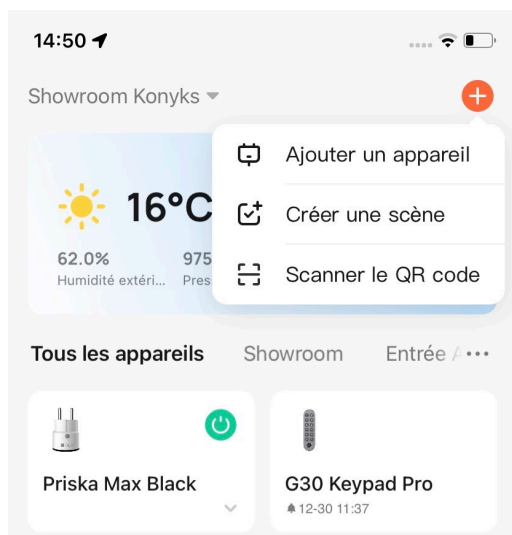 14:50
Showroom Konyks
Ajouter un appareil
16°C
Créer une scène
62.0%
975
Humidité extéri...
Pres
Scanner le QR code
Tous les appareils
Showroom
Entrée
Priska Max Black
G30 Keypad Pro
12-30 11:37